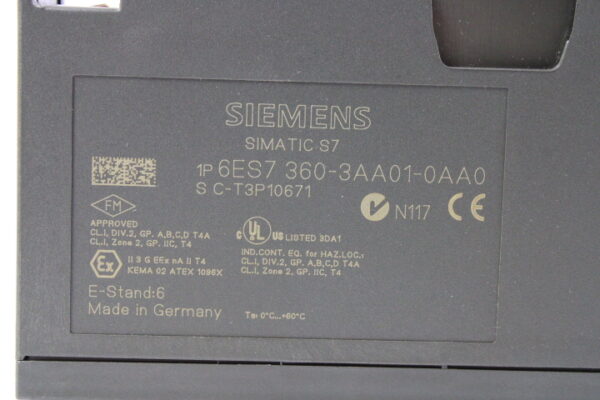 SIEMENS
SIMATIC S7
1P 6ES7 360-3AA01-0AA0
S C-T3P10671
N117 CE
FM
APPROVED
CL.I, DIV.2, GP. A,B,C,D T4A
CL.I, Zone 2, GP. IIC, T4
C UL US LISTED 3DA1
IND.CONT. EQ. for HAZ.LOC.:
CL.I, DIV.2, GP. A,B,C,D T4A
CL.I, Zone 2, GP. IIC, T4
Ex II 3 G EEx nA II T4
KEMA 02 ATEX 1096X
E-Stand:6
Made in Germany
Ta: 0°C...+60°C